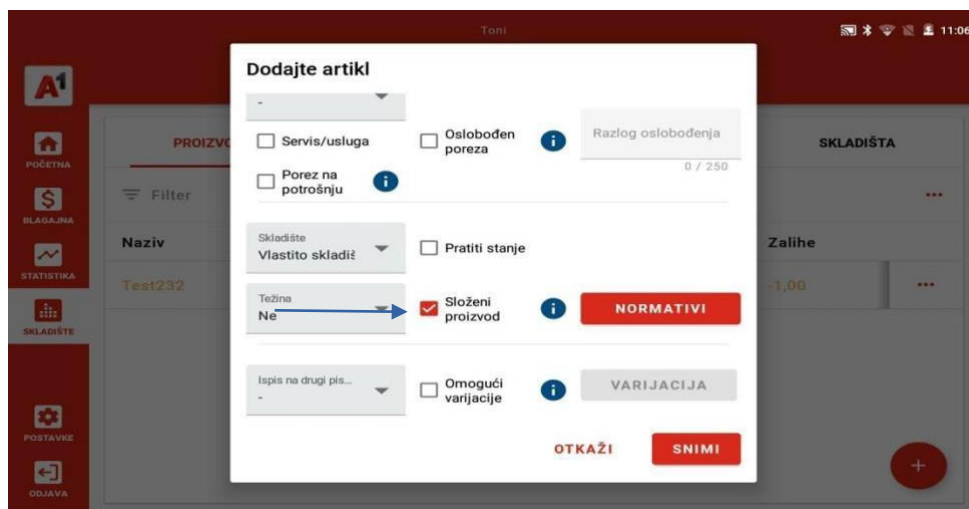 Toni
11:06
A1
Dodajte artikl
-
Servis/usluga
Oslobođen
poreza
Razlog oslobođenja
0 / 250
Porez na
potrošnju
PROIZVO
SKLADIŠTA
POČETNA
Filter
BLAGAJNA
Naziv
Zalihe
Skladište
Vlastito skladiš
Pratiti stanje
STATISTIKA
Test232
-1,00
Težina
Ne
Složeni
proizvod
NORMATIVI
SKLADIŠTE
Ispis na drugi pis...
-
Omogući
varijacije
VARIJACIJA
POSTAVKE
OTKAŽI
SNIMI
ODJAVA